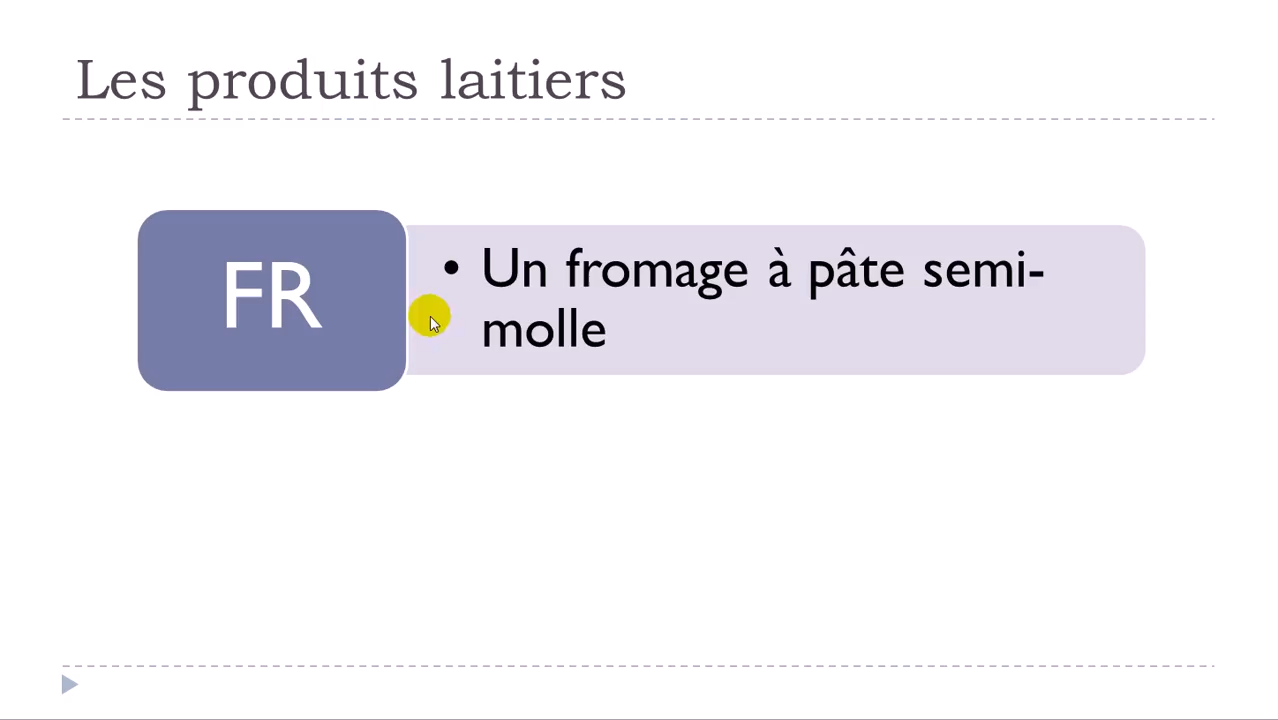 Les produits laitiers
FR
• Un fromage à pâte semi-
molle